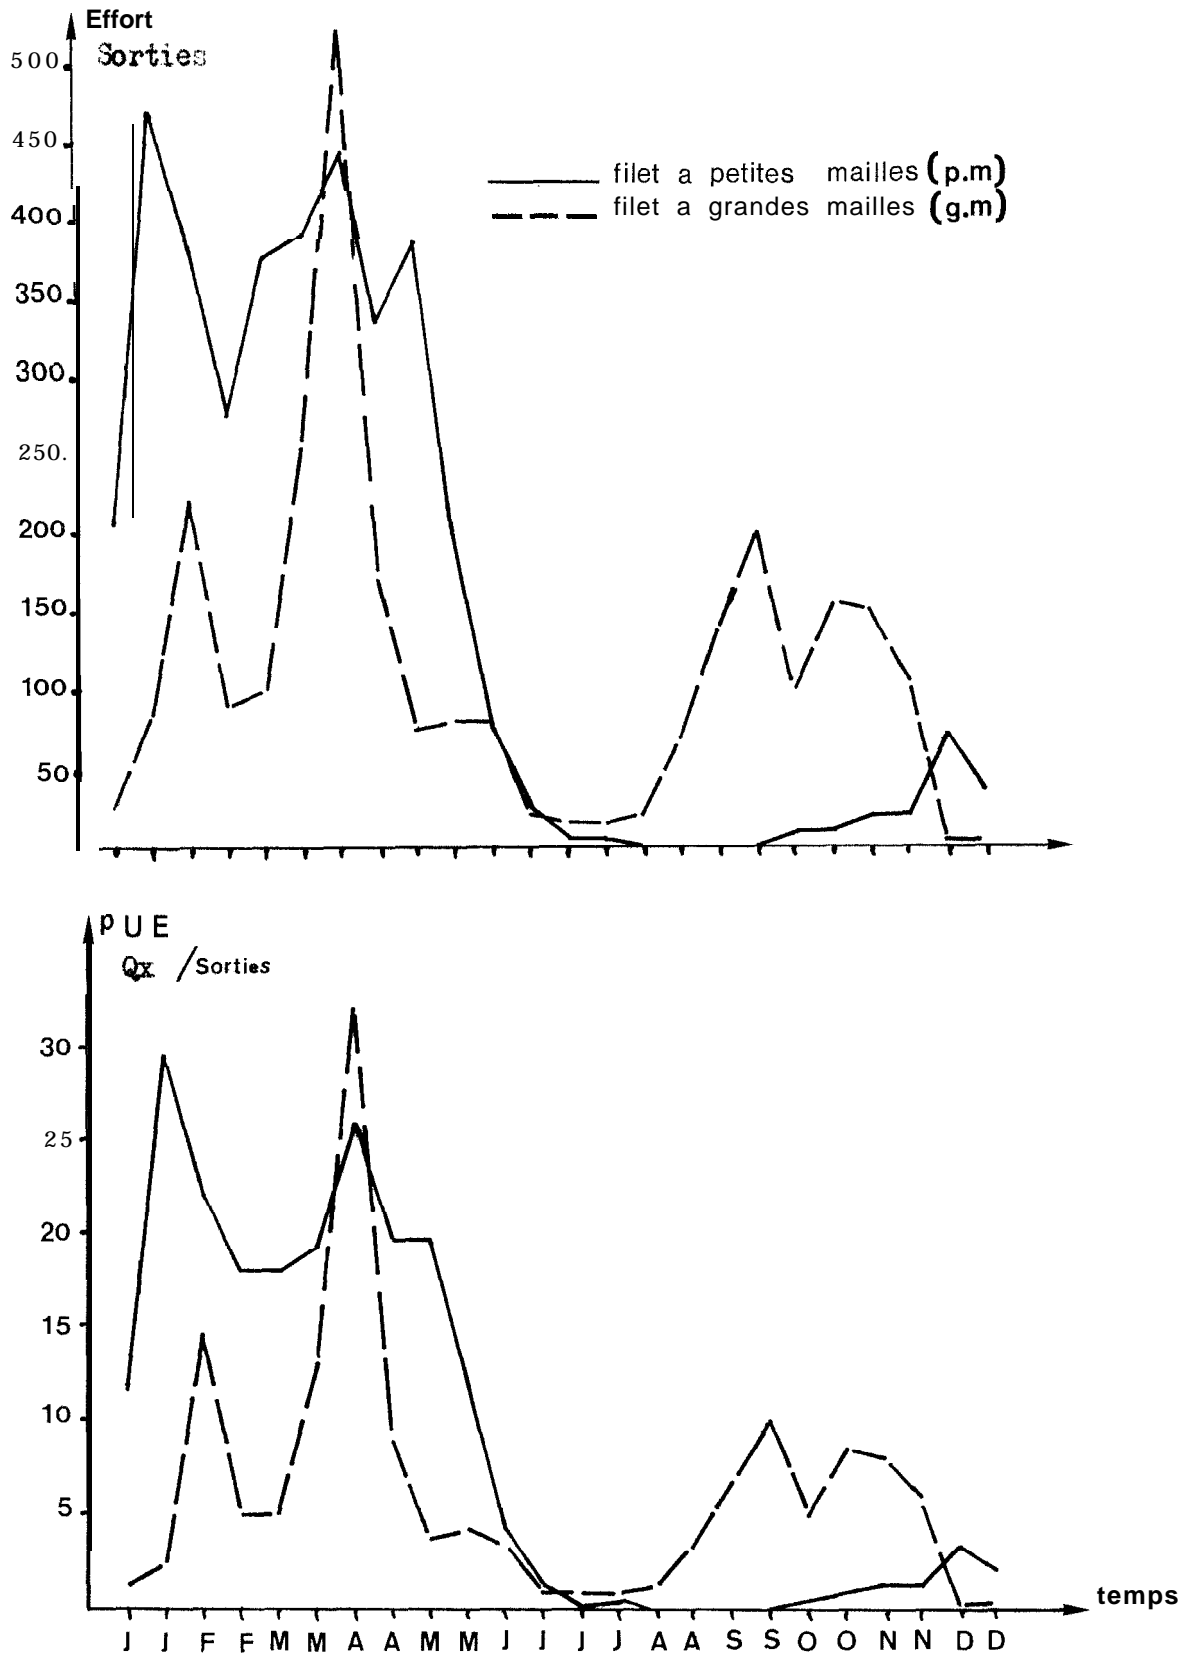 Effort
Sorties
500
450
400
350
300
250.
200
150
100
50
filet a petites mailles (p.m)
filet a grandes mailles (g.m)
pUE
Qx /Sorties
30
25
20
15
10
5
temps
J J F F M M A A M M J J J J A A S S O O N N D D